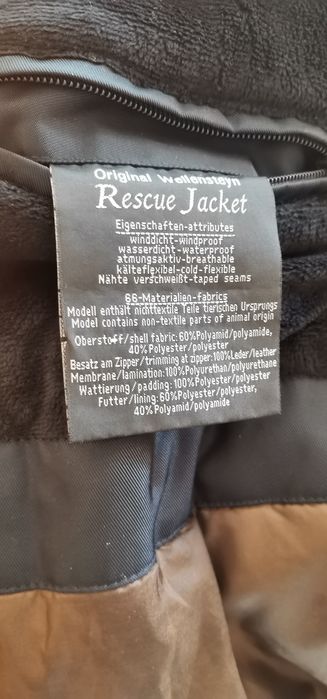 Original Wellensteyn
Rescue Jacket
Eigenschaften-attributes
winddicht-windproof
wasserdicht-waterproof
atmungsaktiv-breathable
kälteflexibel-cold-flexible
Nähte verschweißt-taped seams
66-Materialien-fabrics
Modell enthält nichttextile Teile tierischen Ursprungs
Model contains non-textile parts of animal origin
Oberstoff/shell fabric:60%Polyamid/polyamide,
40%Polyester/polyester
Besatz am Zipper/trimming at zipper:100%Leder/leather
Membrane/lamination:100%Polyurethan/polyurethane
Wattierung/padding:100%Polyester/polyester
Futter/lining:60%Polyester/polyester,
40%Polyamid/polyamide